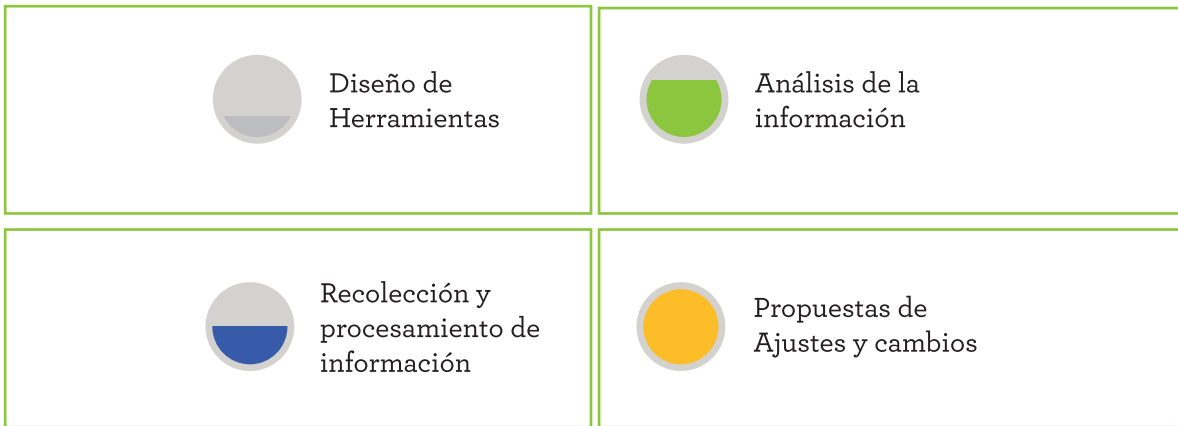 Diseño de
Herramientas
Análisis de la
información
Recolección y
procesamiento de
información
Propuestas de
Ajustes y cambios